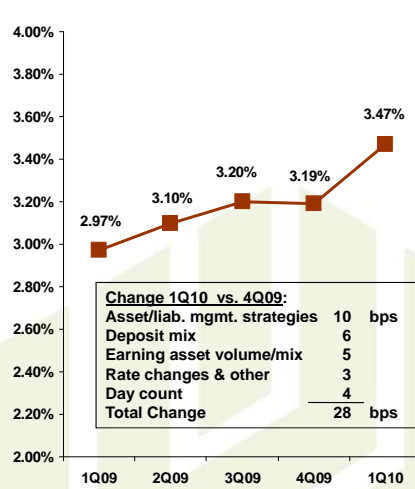 4.00%
3.80%
3.60%
3.47%
3.40%
3.20%
3.20%
3.19%
3.10%
2.97%
3.00%
2.80%
Change 1Q10 vs. 4Q09:
Asset/liab. mgmt. strategies 10 bps
2.60%
Deposit mix 6
Earning asset volume/mix 5
2.40%
Rate changes & other 3
Day count 4
2.20%
Total Change 28 bps
2.00%
1Q09 2Q09 3Q09 4Q09 1Q10